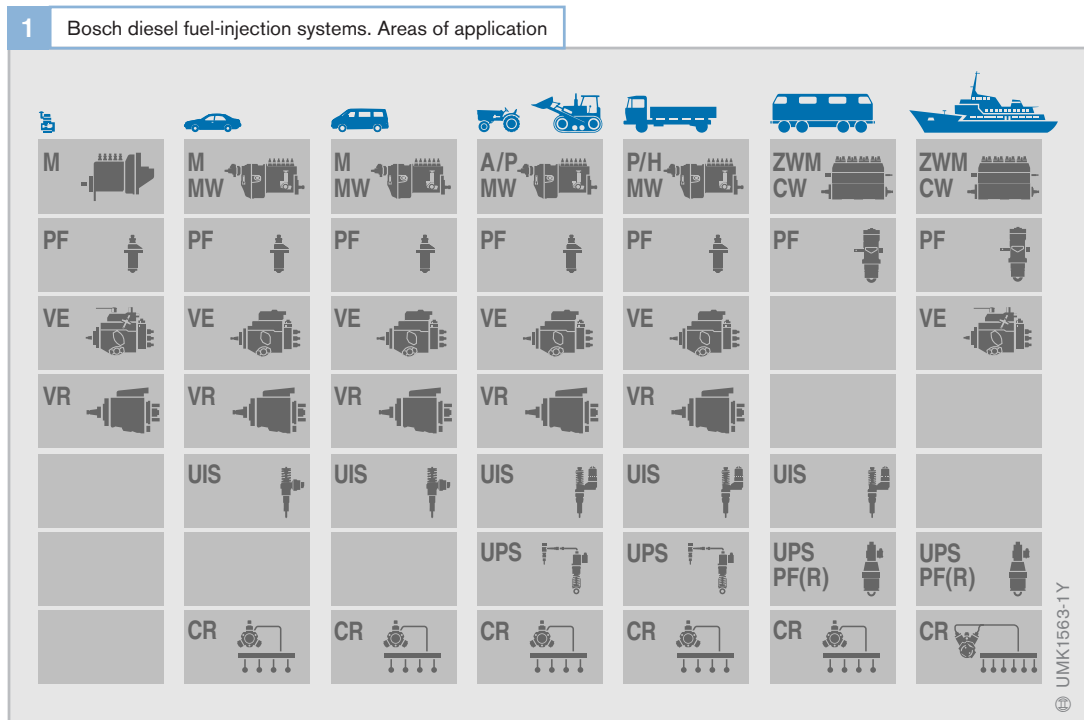 1 Bosch diesel fuel-injection systems. Areas of application
M M M A/P P/H ZWM ZWM
MW MW MW MW CW CW
PF PF PF PF PF PF PF
VE VE VE VE VE VE
VR VR VR VR VR
UIS UIS UIS UIS UIS
UPS UPS UPS UPS
PF(R) PF(R)
CR CR CR CR CR CR
UMK1563-1Y